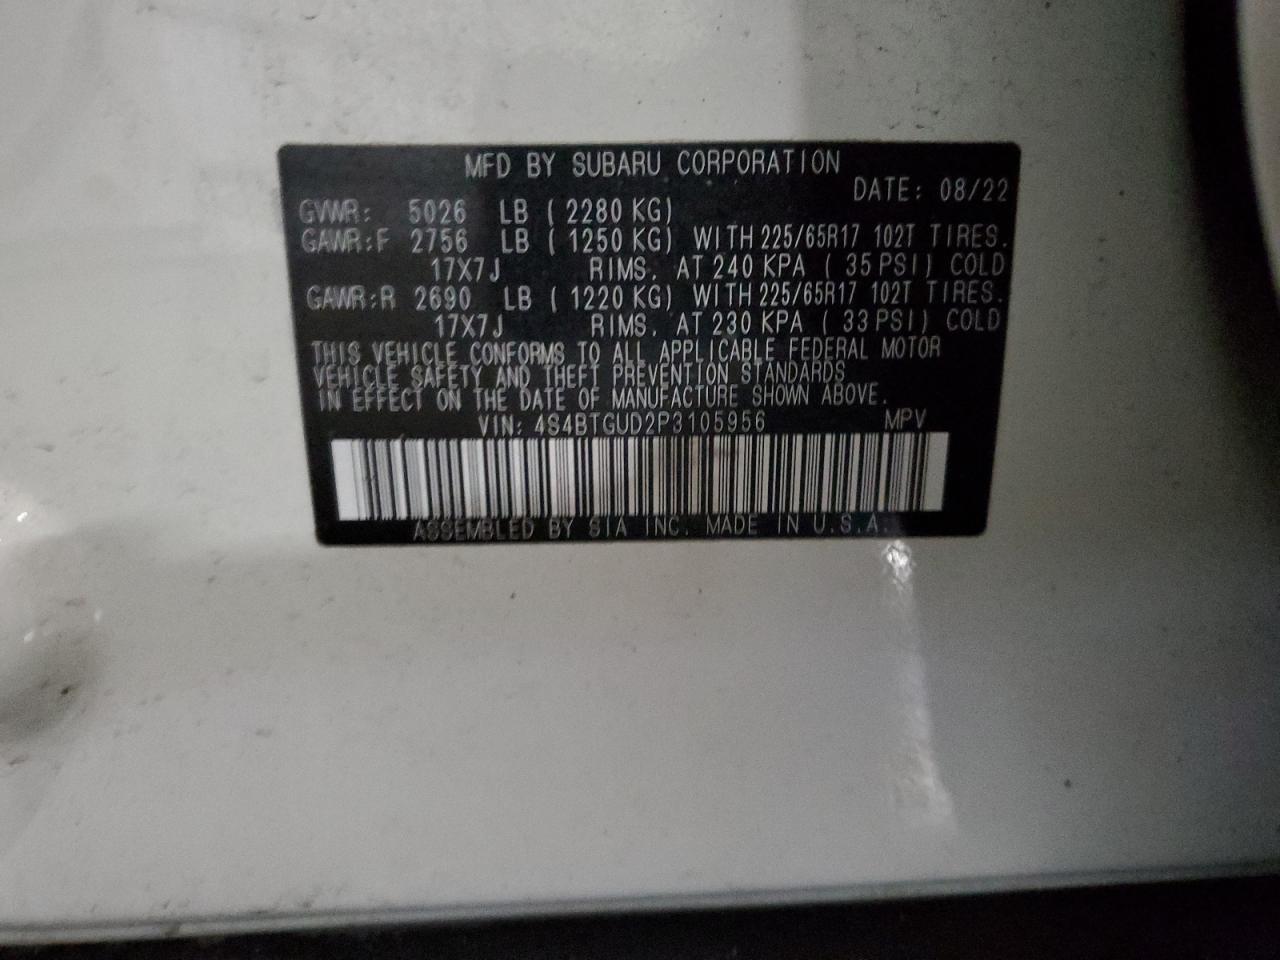 MFD BY SUBARU CORPORATION
DATE: 08/22
GVWR: 5026 LB ( 2280 KG)
GAWR:F 2756 LB ( 1250 KG) WITH 225/65R17 102T TIRES.
17X7J RIMS. AT 240 KPA ( 35 PSI) COLD
GAWR:R 2690 LB ( 1220 KG) WITH 225/65R17 102T TIRES.
17X7J RIMS. AT 230 KPA ( 33 PSI) COLD
THIS VEHICLE CONFORMS TO ALL APPLICABLE FEDERAL MOTOR
VEHICLE SAFETY AND THEFT PREVENTION STANDARDS
IN EFFECT ON THE DATE OF MANUFACTURE SHOWN ABOVE.
VIN: 4S4BTGUD2P3105956 MPV
ASSEMBLED BY SIA INC. MADE IN U.S.A.